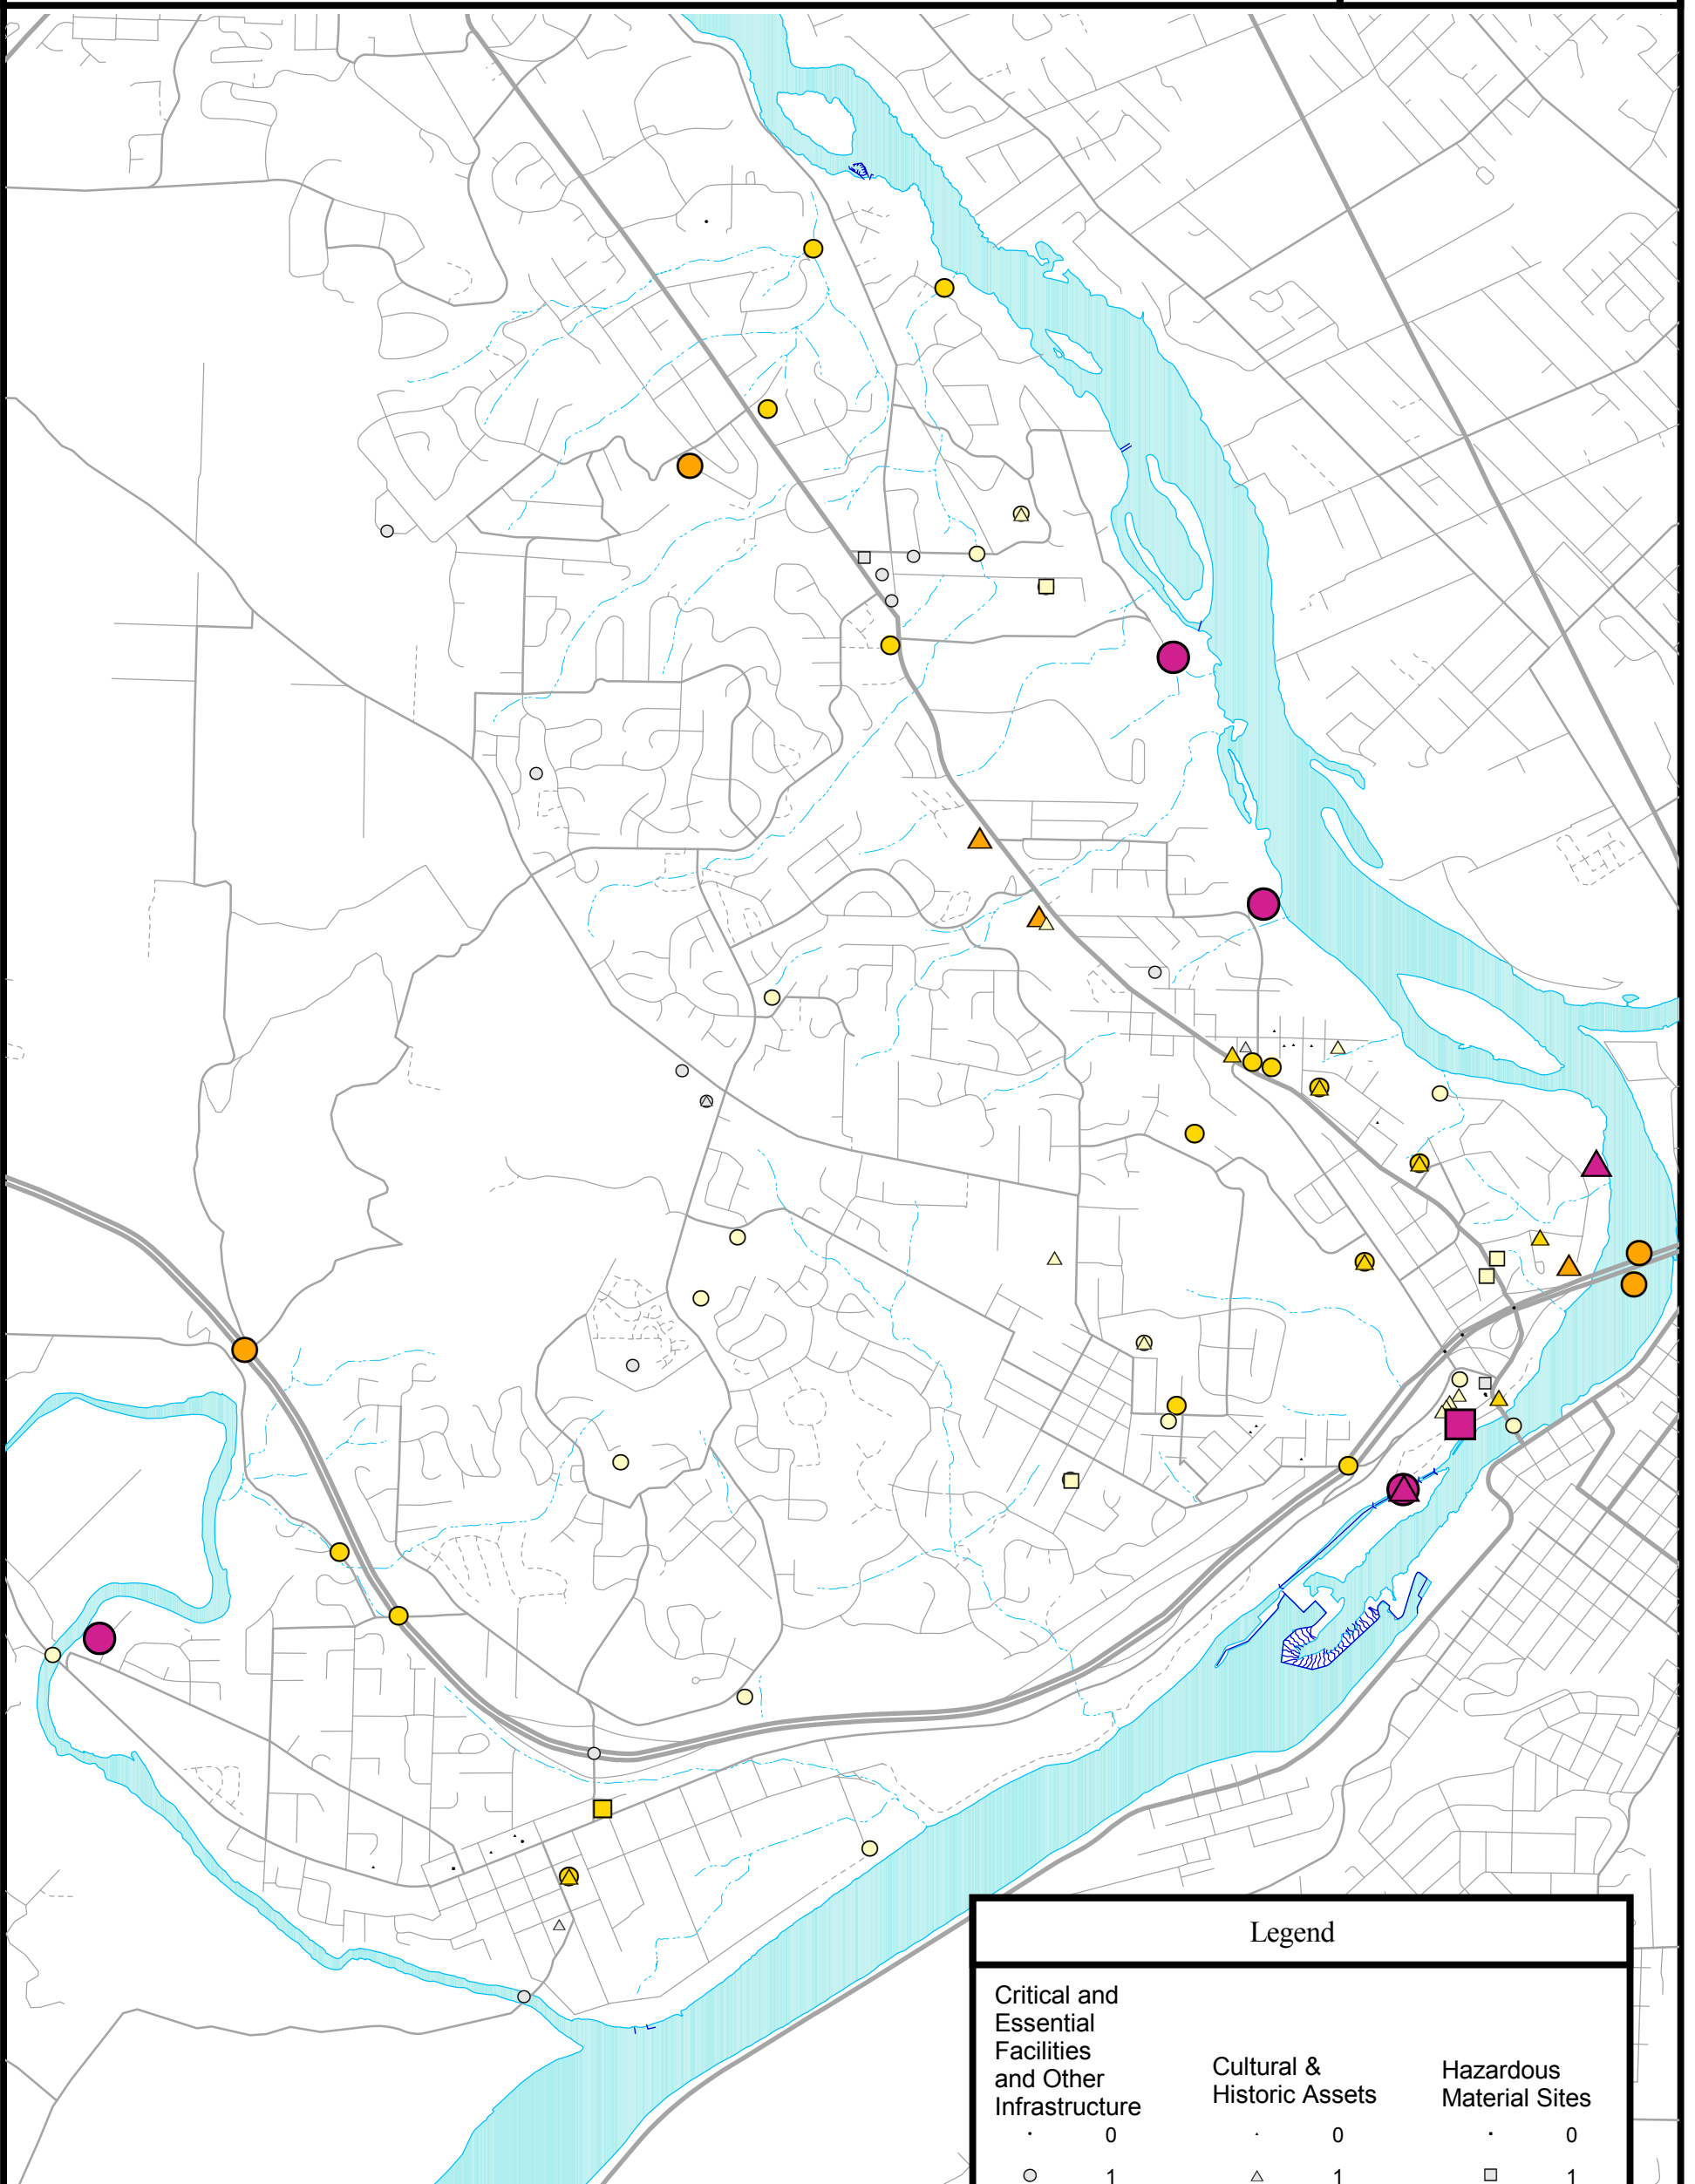 Legend
Critical and
Essential
Facilities
and Other
Infrastructure
Cultural &
Historic Assets
Hazardous
Material Sites
0 0 0
1 1 1